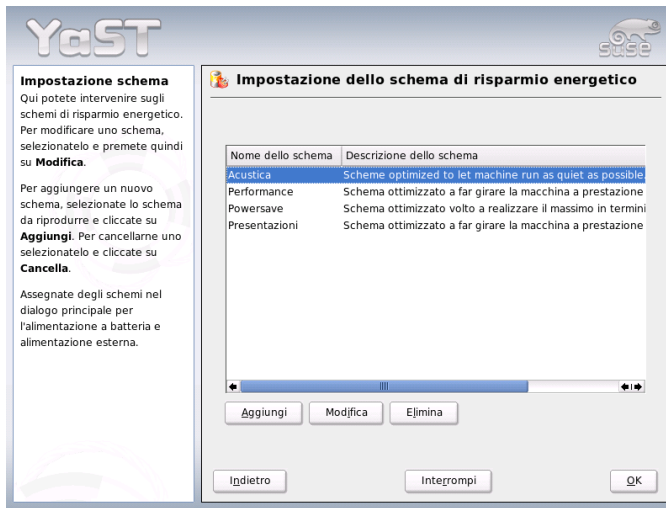 YaST
SUSE
Impostazione schema
Qui potete intervenire sugli
schemi di risparmio energetico.
Per modificare uno schema,
selezionatelo e premete quindi
su Modifica.
Per aggiungere un nuovo
schema, selezionate lo schema
da riprodurre e cliccate su
Aggiungi. Per cancellarne uno
selezionatelo e cliccate su
Cancella.
Assegnate degli schemi nel
dialogo principale per
l'alimentazione a batteria e
alimentazione esterna.
Impostazione dello schema di risparmio energetico
Nome dello schema Descrizione dello schema
Acustica Scheme optimized to let machine run as quiet as possible.
Performance Schema ottimizzato a far girare la macchina a prestazione
Powersave Schema ottimizzato volto a realizzare il massimo in termini
Presentazioni Schema ottimizzato a far girare la macchina a prestazione
Aggiungi Modifica Elimina
Indietro Interrompi OK